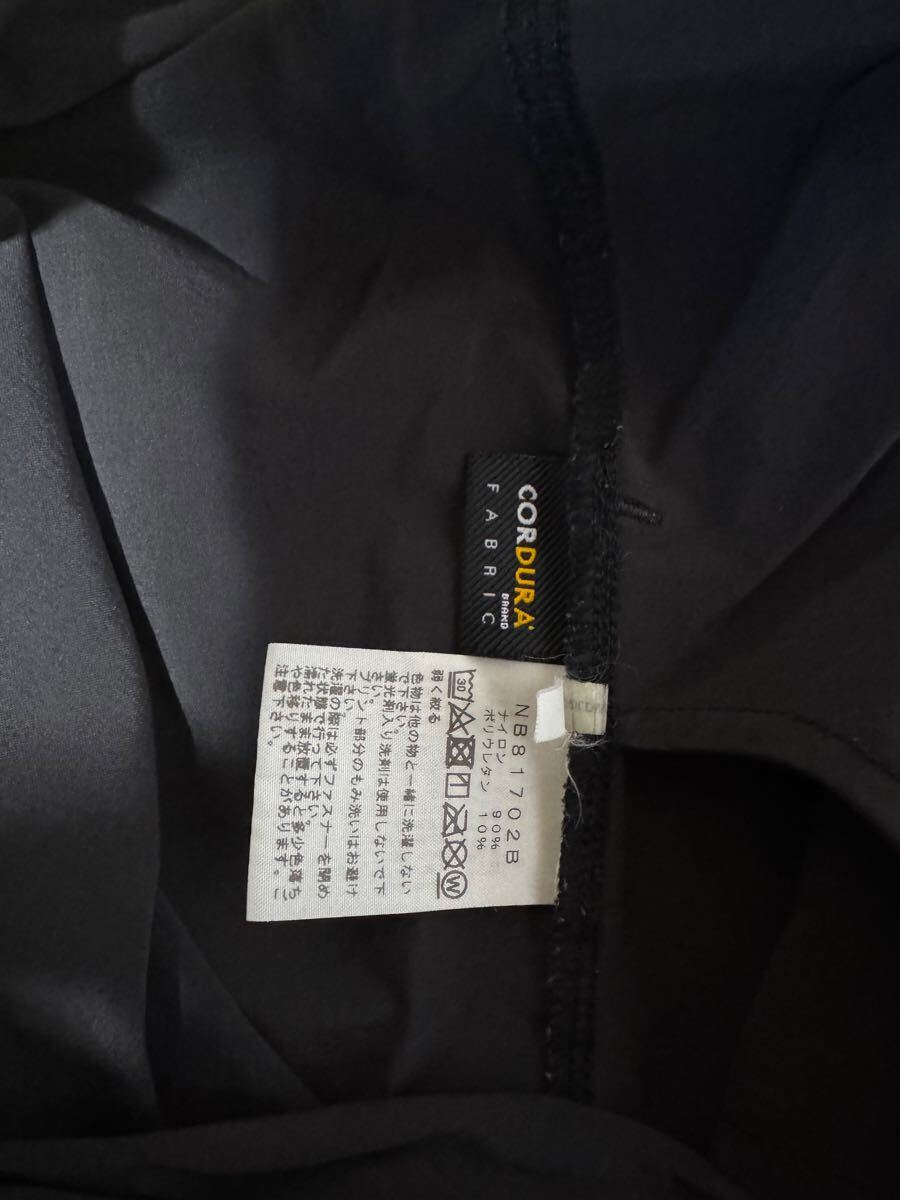 CORDURA
BRAND
FABRIC
NB81702B
ナイロン 90%
ポリウレタン 10%
30
W
弱く絞る
色物は他の物と一緒に洗濯しない
で下さい。
蛍光剤入り洗剤は使用しないで下
さい。
プリント部分のもみ洗いはお避け
下さい。
洗濯の際は必ずファスナーを閉め
た状態で行って下さい。
濡れたまま放置すると多少色落ち
や色移りすることがあります。ご
注意下さい。